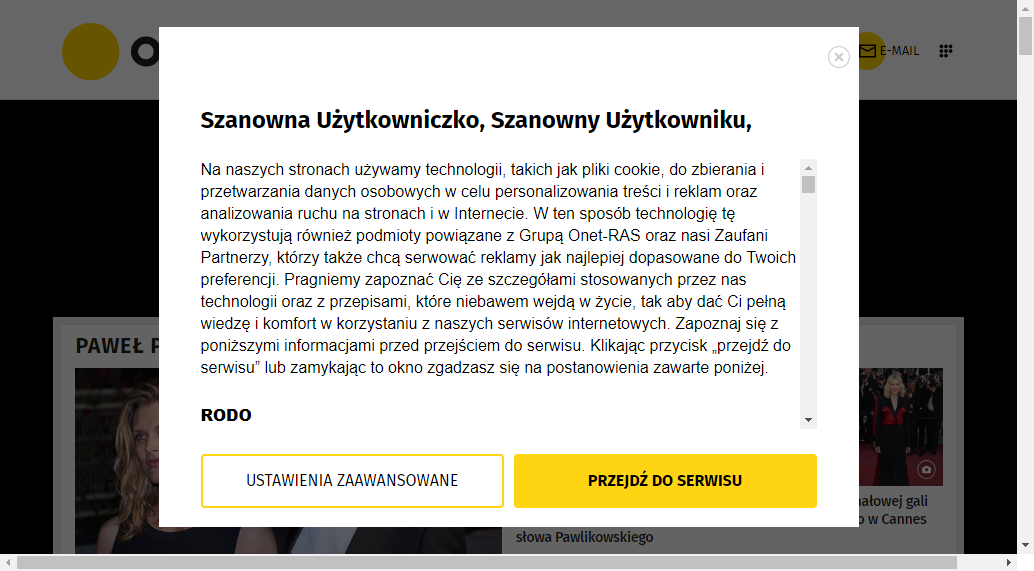 O
E-MAIL
Szanowna Użytkowniczko, Szanowny Użytkowniku,
Na naszych stronach używamy technologii, takich jak pliki cookie, do zbierania i
przetwarzania danych osobowych w celu personalizowania treści i reklam oraz
analizowania ruchu na stronach i w Internecie. W ten sposób technologię tę
wykorzystują również podmioty powiązane z Grupą Onet-RAS oraz nasi Zaufani
Partnerzy, którzy także chcą serwować reklamy jak najlepiej dopasowane do Twoich
preferencji. Pragniemy zapoznać Cię ze szczegółami stosowanych przez nas
technologii oraz z przepisami, które niebawem wejdą w życie, tak aby dać Ci pełną
wiedzę i komfort w korzystaniu z naszych serwisów internetowych. Zapoznaj się z
poniższymi informacjami przed przejściem do serwisu. Klikając przycisk „przejdź do
serwisu” lub zamykając to okno zgadzasz się na postanowienia zawarte poniżej.
RODO
USTAWIENIA ZAAWANSOWANE
PRZEJDŹ DO SERWISU
PAWEŁ P
nałowej gali
o w Cannes
słowa Pawlikowskiego